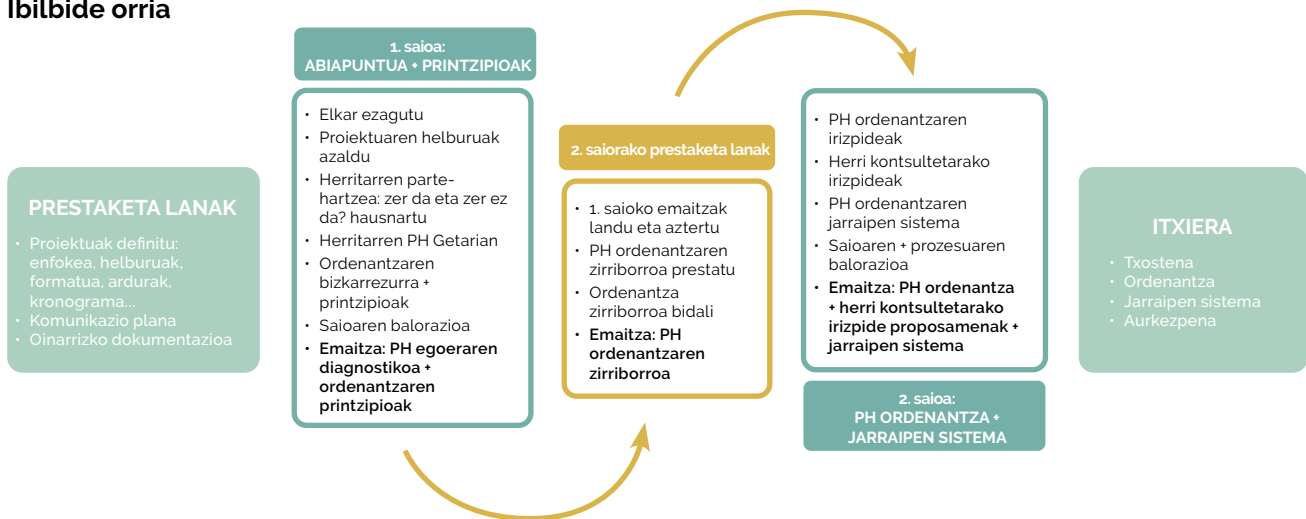 Ibilbide orria
PRESTAKETA LANAK
• Proiektuak definitu:
enfokea, helburuak,
formatua, ardurak,
kronograma...
• Komunikazio plana
• Oinarrizko dokumentazioa
1. saioa:
ABIAPUNTUA + PRINTZIPIOAK
• Elkar ezagutu
• Proiektuaren helburuak
azaldu
• Herritarren parte-
hartzea: zer da eta zer ez
da? hausnartu
• Herritarren PH Getarian
• Ordenantzaren
bizkarrezurra +
printzipioak
• Saioaren balorazioa
• Emaitza: PH egoeraren
diagnostikoa +
ordenantzaren
printzipioak
2. saiorako prestaketa lanak
• 1. saioko emaitzak
landu eta aztertu
• PH ordenantzaren
zirriborroa prestatu
• Ordenantza
zirriborroa bidali
• Emaitza: PH
ordenantzaren
zirriborroa
• PH ordenantzaren
irizpideak
• Herri kontsultetarako
irizpideak
• PH ordenantzaren
jarraipen sistema
• Saioaren + prozesuaren
balorazioa
• Emaitza: PH ordenantza
+ herri kontsultetarako
irizpide proposamenak +
jarraipen sistema
2. saioa:
PH ORDENANTZA +
JARRAIPEN SISTEMA
ITXIERA
• Txostena
• Ordenantza
• Jarraipen sistema
• Aurkezpena